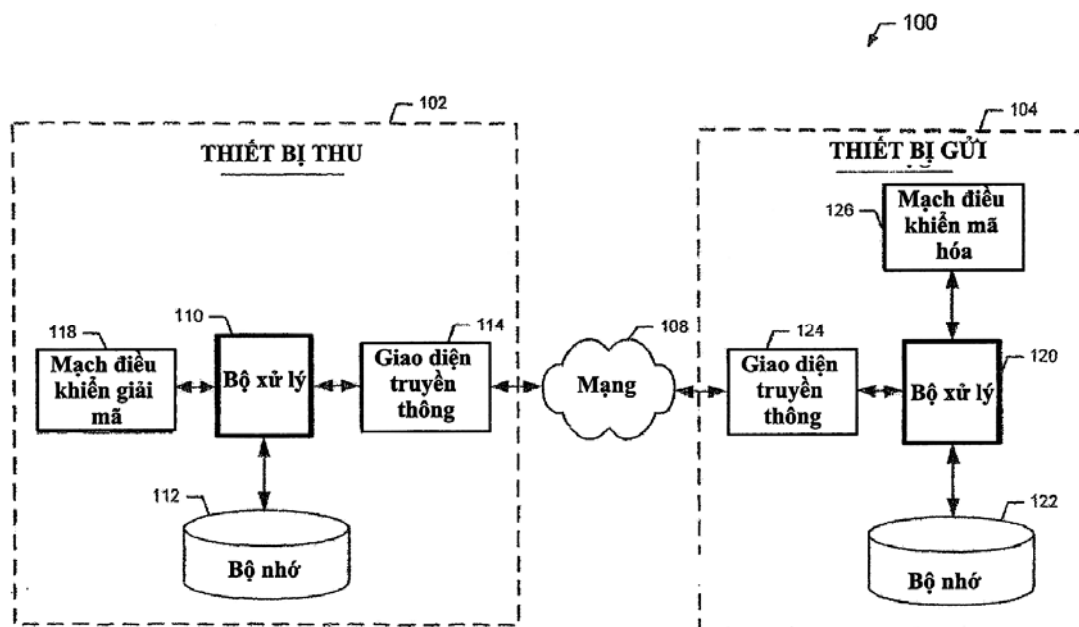 100
102
THIẾT BỊ THU
118
Mạch điều
khiển giải
mã
110
Bộ xử lý
114
Giao diện
truyền
thông
112
Bộ nhớ
108
Mạng
104
THIẾT BỊ GỬI
126
Mạch điều
khiển mã
hóa
124
Giao diện
truyền
thông
120
Bộ xử lý
122
Bộ nhớ